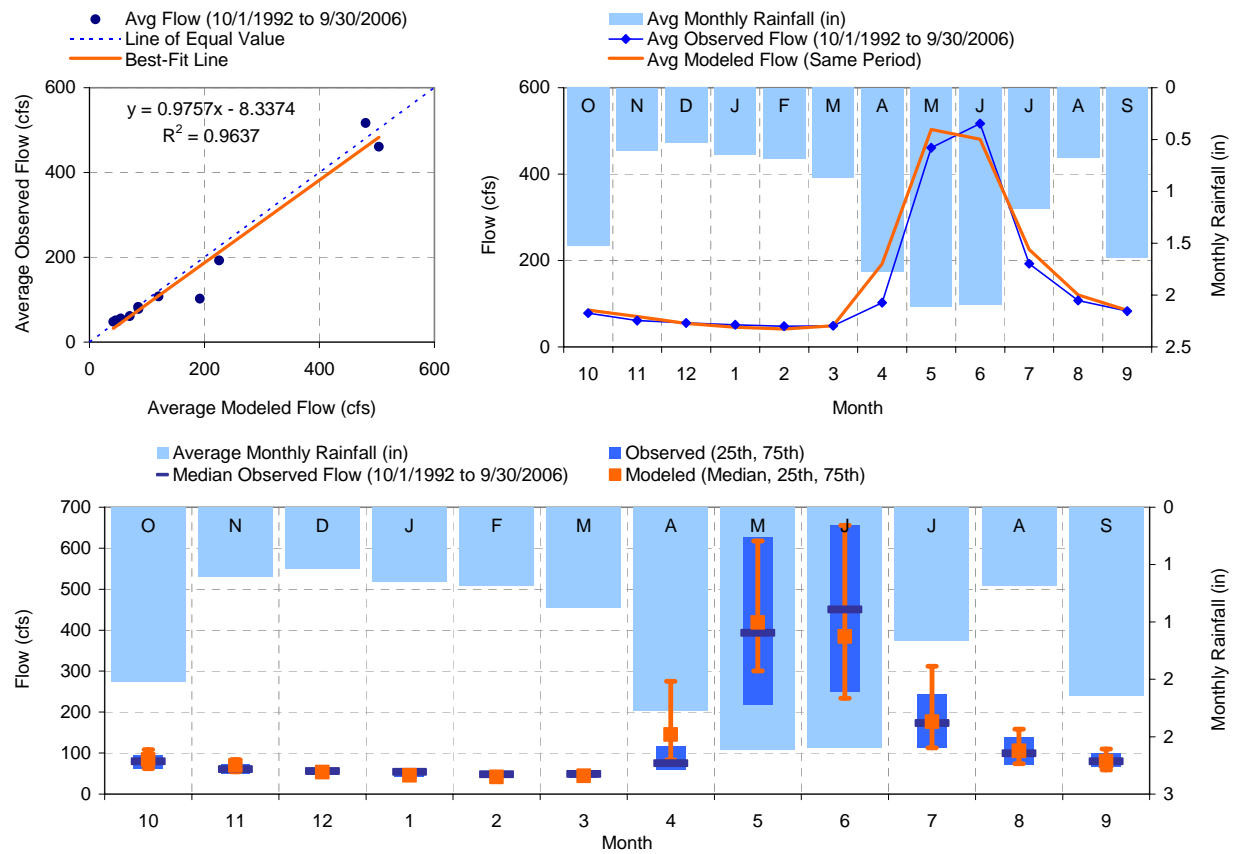 Avg Flow (10/1/1992 to 9/30/2006)
Line of Equal Value
Best-Fit Line
y = 0.9757x - 8.3374
R² = 0.9637
600
400
200
0
0 200 400 600
Average Observed Flow (cfs)
Average Modeled Flow (cfs)
Avg Monthly Rainfall (in)
Avg Observed Flow (10/1/1992 to 9/30/2006)
Avg Modeled Flow (Same Period)
O N D J F M A M J J A S
600
400
200
0
Flow (cfs)
0
0.5
1
1.5
2
2.5
Monthly Rainfall (in)
10 11 12 1 2 3 4 5 6 7 8 9
Month
Average Monthly Rainfall (in)
Observed (25th, 75th)
Median Observed Flow (10/1/1992 to 9/30/2006)
Modeled (Median, 25th, 75th)
O N D J F M A M J J A S
700
600
500
400
300
200
100
0
Flow (cfs)
0
1
1
2
2
3
Monthly Rainfall (in)
10 11 12 1 2 3 4 5 6 7 8 9
Month